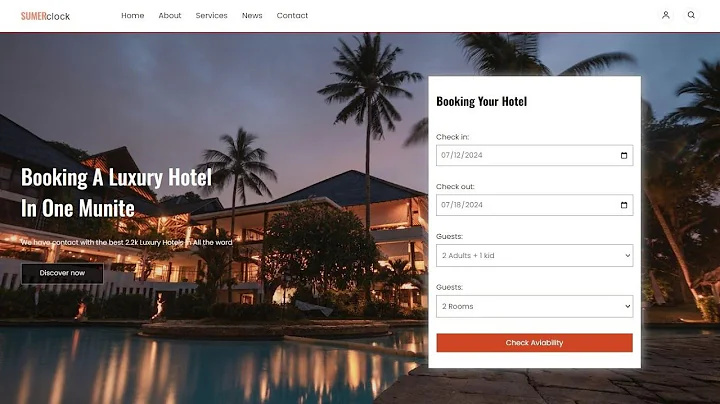 SUMERclock
Home About Services News Contact
Booking A Luxury Hotel
In One Munite
We have contact with the best 2.2k Luxury Hotels in All the word
Discover now
Booking Your Hotel
Check in:
07/12/2024
Check out:
07/18/2024
Guests:
2 Adults + 1 kid
Guests:
2 Rooms
Check Aviability